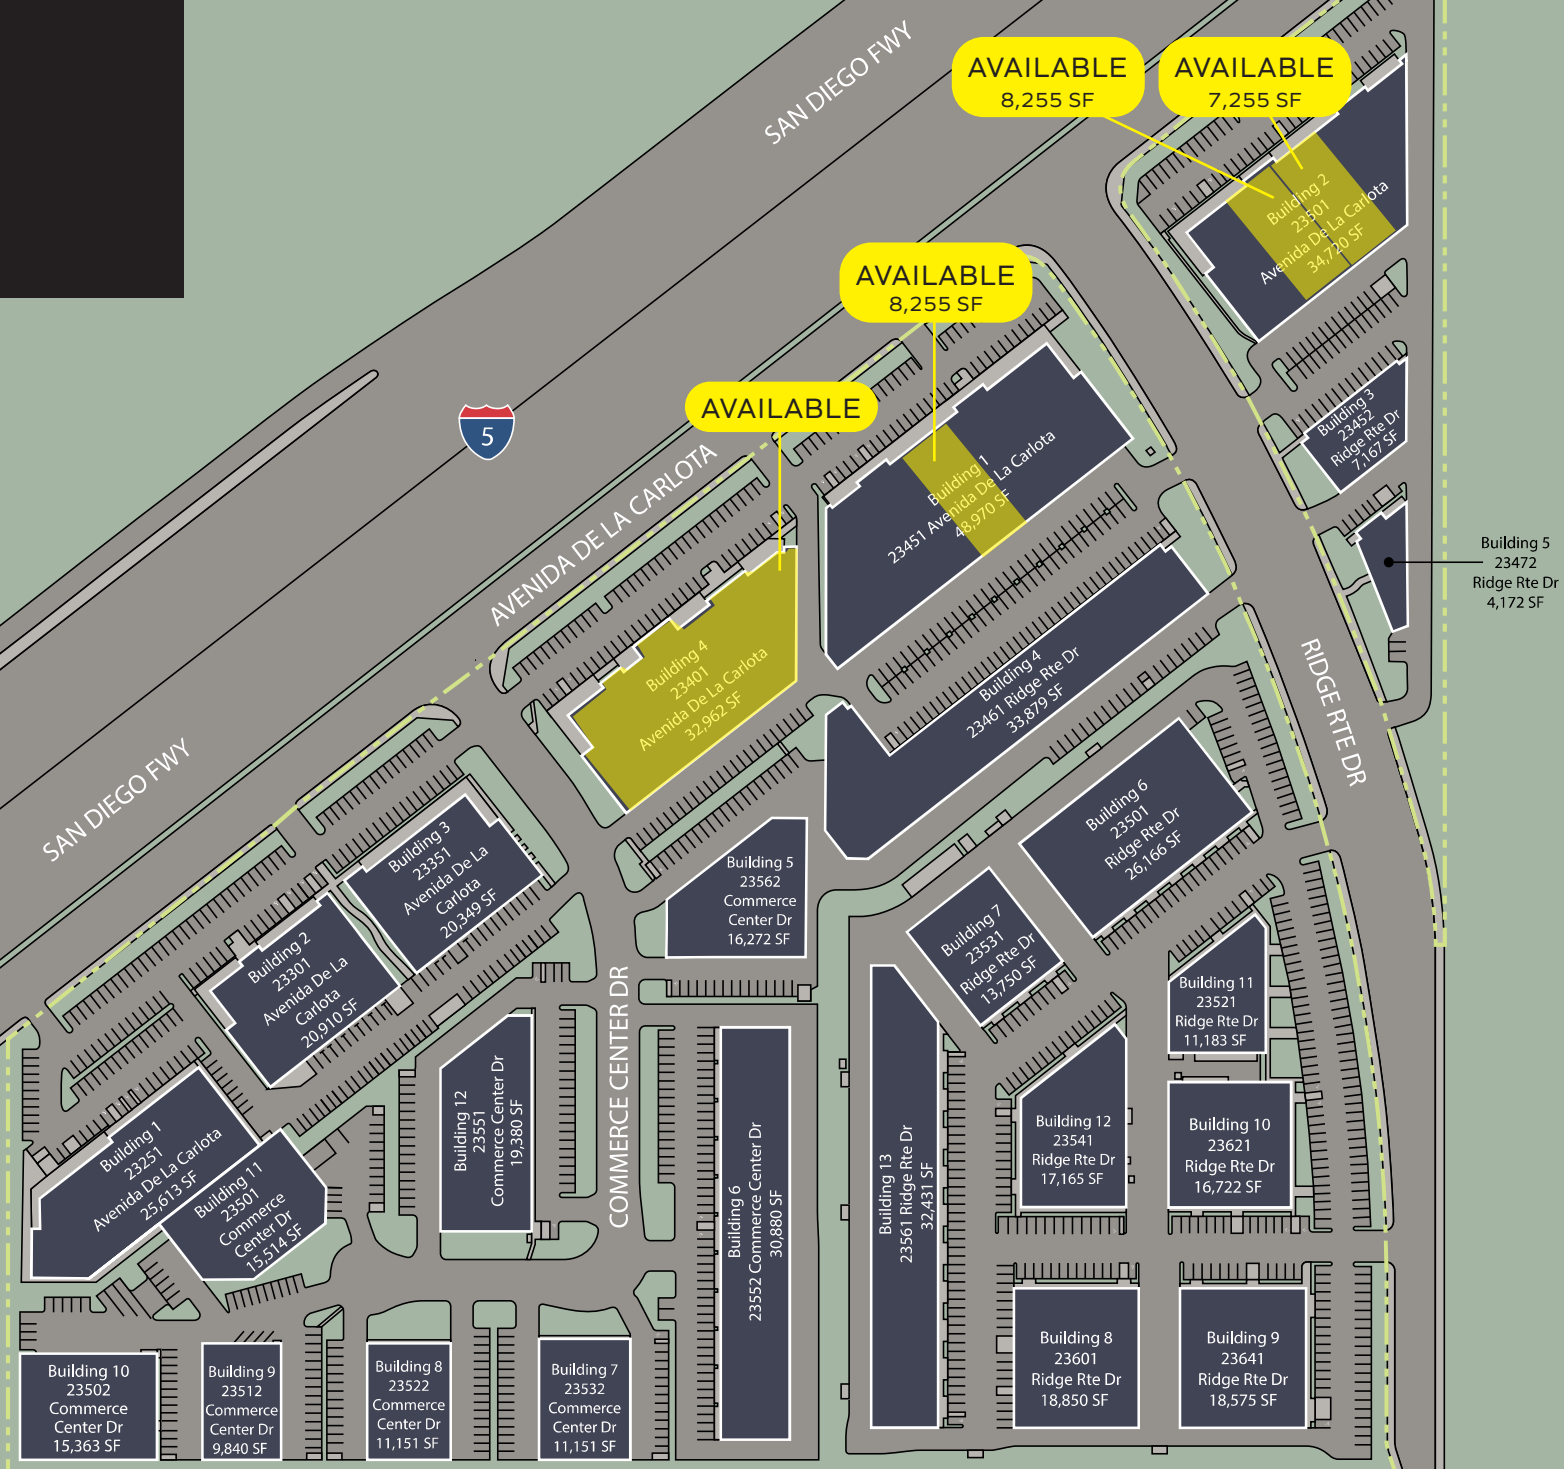 SAN DIEGO FWY
AVAILABLE
8,255 SF
AVAILABLE
7,255 SF
Building 2
23501
Avenida De La Carlota
34,720 SF
AVAILABLE
8,255 SF
AVAILABLE
5
AVENIDA DE LA CARLOTA
Building 1
23451 Avenida De La Carlota
48,970 SF
Building 3
23452
Ridge Rte Dr
7,167 SF
Building 5
23472
Ridge Rte Dr
4,172 SF
Building 4
23401
Avenida De La Carlota
32,962 SF
Building 4
23461 Ridge Rte Dr
33,879 SF
RIDGE RTE DR
SAN DIEGO FWY
Building 3
23351
Avenida De La
Carlota
20,349 SF
Building 5
23562
Commerce
Center Dr
16,272 SF
Building 6
23501
Ridge Rte Dr
26,166 SF
Building 2
23301
Avenida De La
Carlota
20,910 SF
Building 7
23531
Ridge Rte Dr
13,750 SF
Building 11
23521
Ridge Rte Dr
11,183 SF
COMMERCE CENTER DR
Building 1
23251
Avenida De La Carlota
25,613 SF
Building 11
23501
Commerce
Center Dr
15,514 SF
Building 12
23551
Commerce Center Dr
19,380 SF
Building 6
23552 Commerce Center Dr
30,880 SF
Building 13
23561 Ridge Rte Dr
32,431 SF
Building 12
23541
Ridge Rte Dr
17,165 SF
Building 10
23621
Ridge Rte Dr
16,722 SF
Building 10
23502
Commerce
Center Dr
15,363 SF
Building 9
23512
Commerce
Center Dr
9,840 SF
Building 8
23522
Commerce
Center Dr
11,151 SF
Building 7
23532
Commerce
Center Dr
11,151 SF
Building 8
23601
Ridge Rte Dr
18,850 SF
Building 9
23641
Ridge Rte Dr
18,575 SF